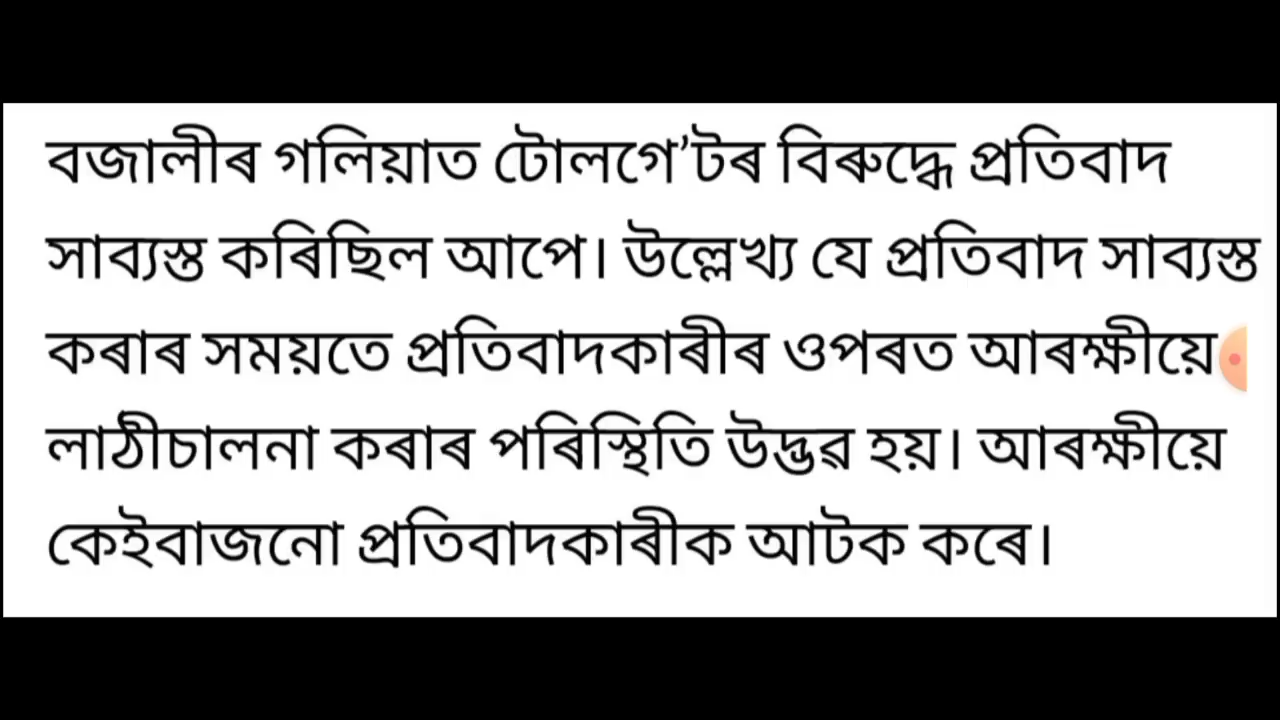 বজালীৰ গলিয়াত টোলগে’টৰ বিৰুদ্ধে প্ৰতিবাদ
সাব্যস্ত কৰিছিল আপে। উল্লেখ্য যে প্ৰতিবাদ সাব্যস্ত
কৰাৰ সময়তে প্ৰতিবাদকাৰীৰ ওপৰত আৰক্ষীয়ে
লাঠীচালনা কৰাৰ পৰিস্থিতি উদ্ভৱ হয়। আৰক্ষীয়ে
কেইবাজনো প্ৰতিবাদকাৰীক আটক কৰে।